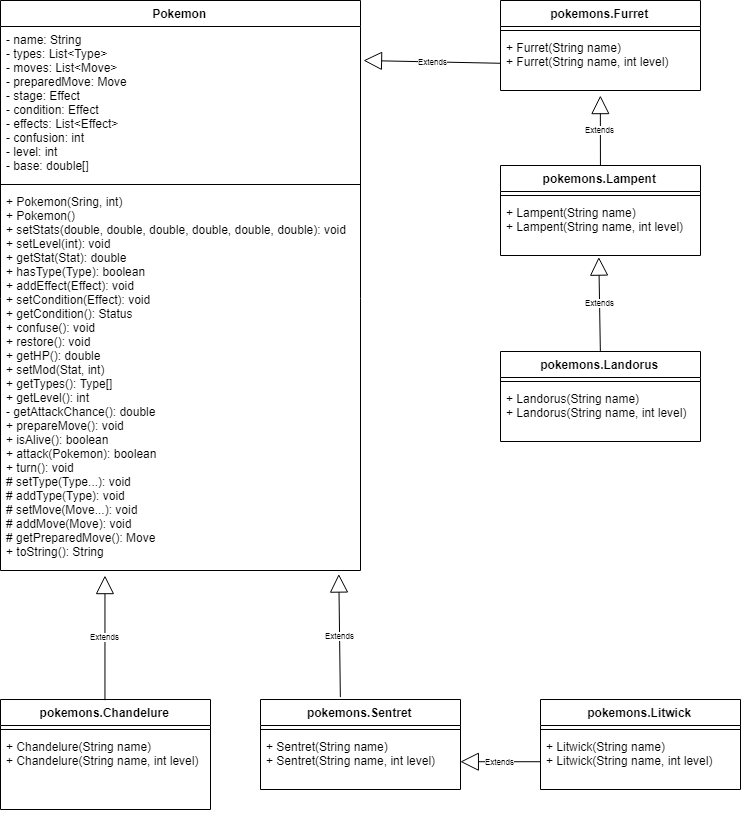 Pokemon
- name: String
- types: List<Type>
- moves: List<Move>
- preparedMove: Move
- stage: Effect
- condition: Effect
- effects: List<Effect>
- confusion: int
- level: int
- base: double[]
+ Pokemon(Sring, int)
+ Pokemon()
+ setStats(double, double, double, double, double, double): void
+ setLevel(int): void
+ getStat(Stat): double
+ hasType(Type): boolean
+ addEffect(Effect): void
+ setCondition(Effect): void
+ getCondition(): Status
+ confuse(): void
+ restore(): void
+ getHP(): double
+ setMod(Stat, int)
+ getTypes(): Type[]
+ getLevel(): int
- getAttackChance(): double
+ prepareMove(): void
+ isAlive(): boolean
+ attack(Pokemon): boolean
+ turn(): void
# setType(Type...): void
# addType(Type): void
# setMove(Move...): void
# addMove(Move): void
# getPreparedMove(): Move
+ toString(): String
Extends
pokemons.Furret
+ Furret(String name)
+ Furret(String name, int level)
Extends
pokemons.Lampent
+ Lampent(String name)
+ Lampent(String name, int level)
Extends
pokemons.Landorus
+ Landorus(String name)
+ Landorus(String name, int level)
Extends
pokemons.Chandelure
+ Chandelure(String name)
+ Chandelure(String name, int level)
Extends
pokemons.Sentret
+ Sentret(String name)
+ Sentret(String name, int level)
Extends
pokemons.Litwick
+ Litwick(String name)
+ Litwick(String name, int level)